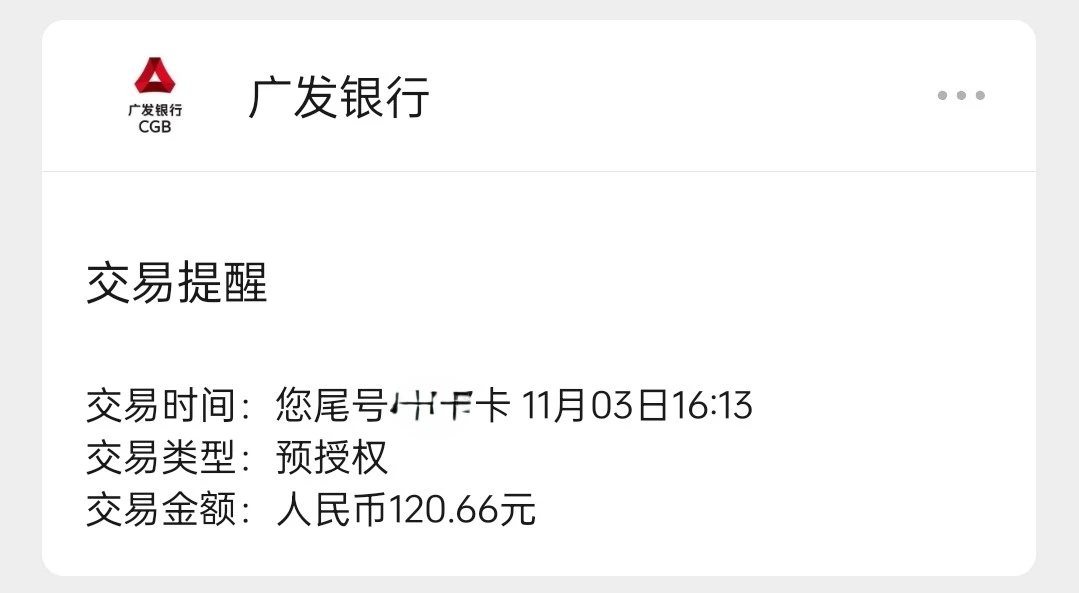 广发银行
CGB
广发银行
交易提醒
交易时间：您尾号卡 11月03日16:13
交易类型：预授权
交易金额：人民币120.66元